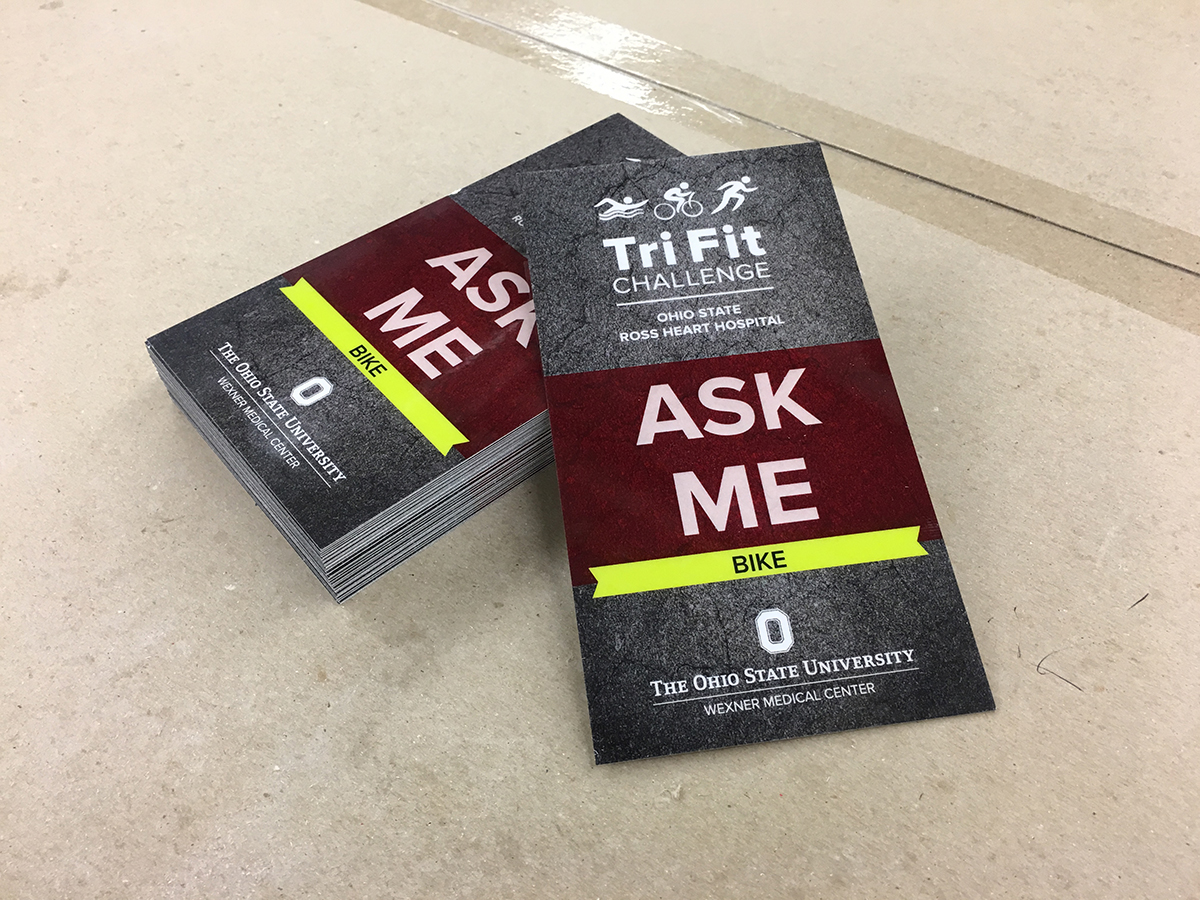 Tri Fit
CHALLENGE
OHIO STATE
ROSS HEART HOSPITAL
ASK
ME
BIKE
O
THE OHIO STATE UNIVERSITY
WEXNER MEDICAL CENTER
ASK
ME
BIKE
O
THE OHIO STATE UNIVERSITY
WEXNER MEDICAL CENTER